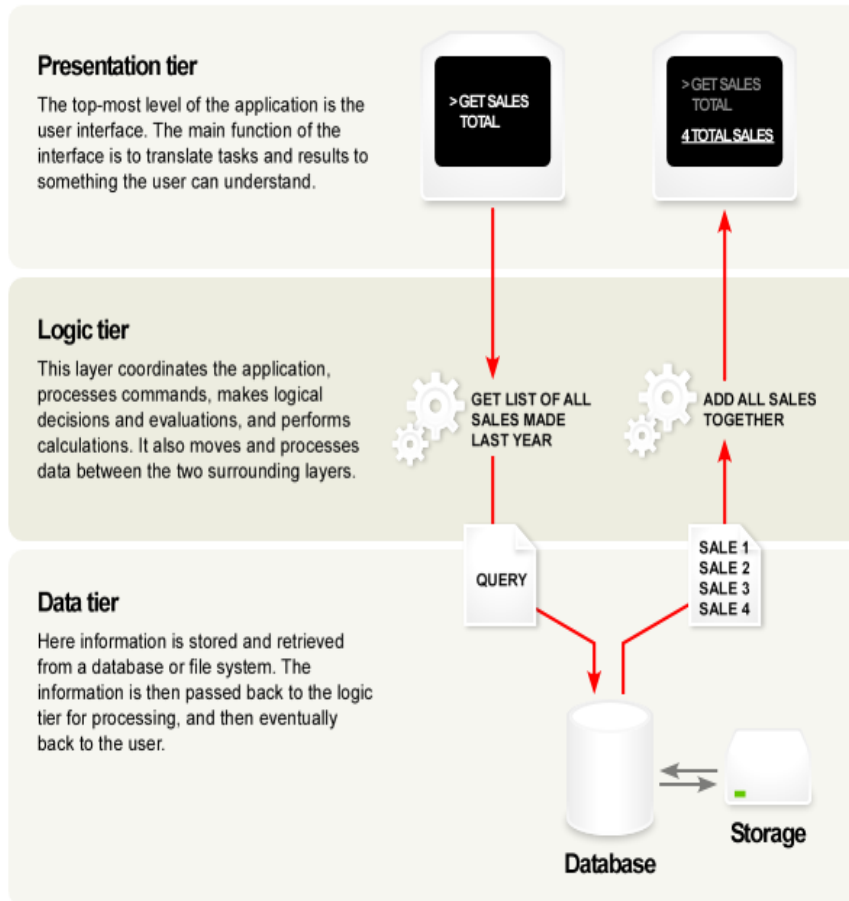 Presentation tier
The top-most level of the application is the
user interface. The main function of the
interface is to translate tasks and results to
something the user can understand.
> GET SALES
TOTAL
> GET SALES
TOTAL
4 TOTAL SALES
Logic tier
This layer coordinates the application,
processes commands, makes logical
decisions and evaluations, and performs
calculations. It also moves and processes
data between the two surrounding layers.
GET LIST OF ALL
SALES MADE
LAST YEAR
ADD ALL SALES
TOGETHER
QUERY
SALE 1
SALE 2
SALE 3
SALE 4
Data tier
Here information is stored and retrieved
from a database or file system. The
information is then passed back to the logic
tier for processing, and then eventually
back to the user.
Database
Storage